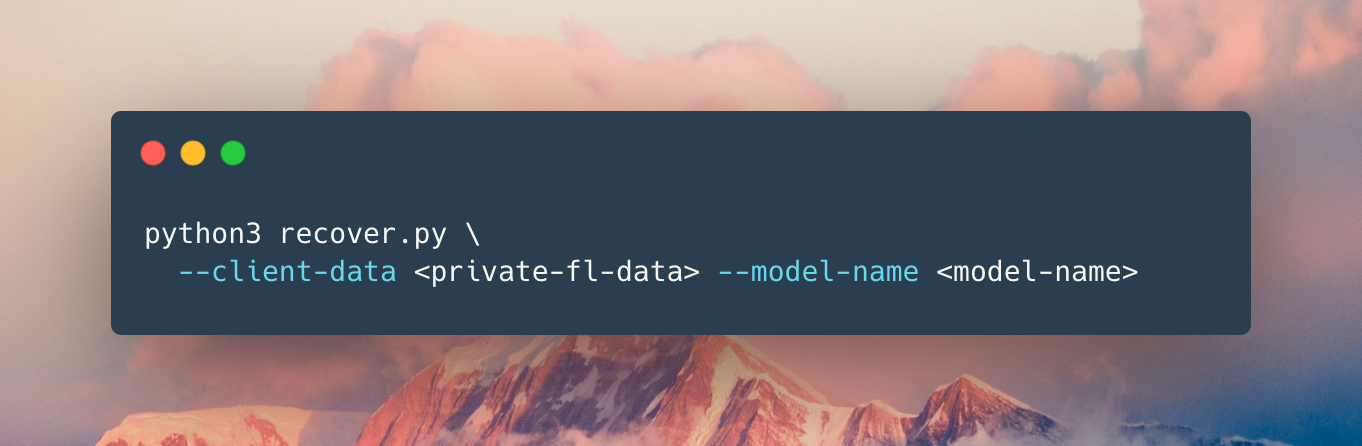 python3 recover.py \
--client-data <private-fl-data> --model-name <model-name>